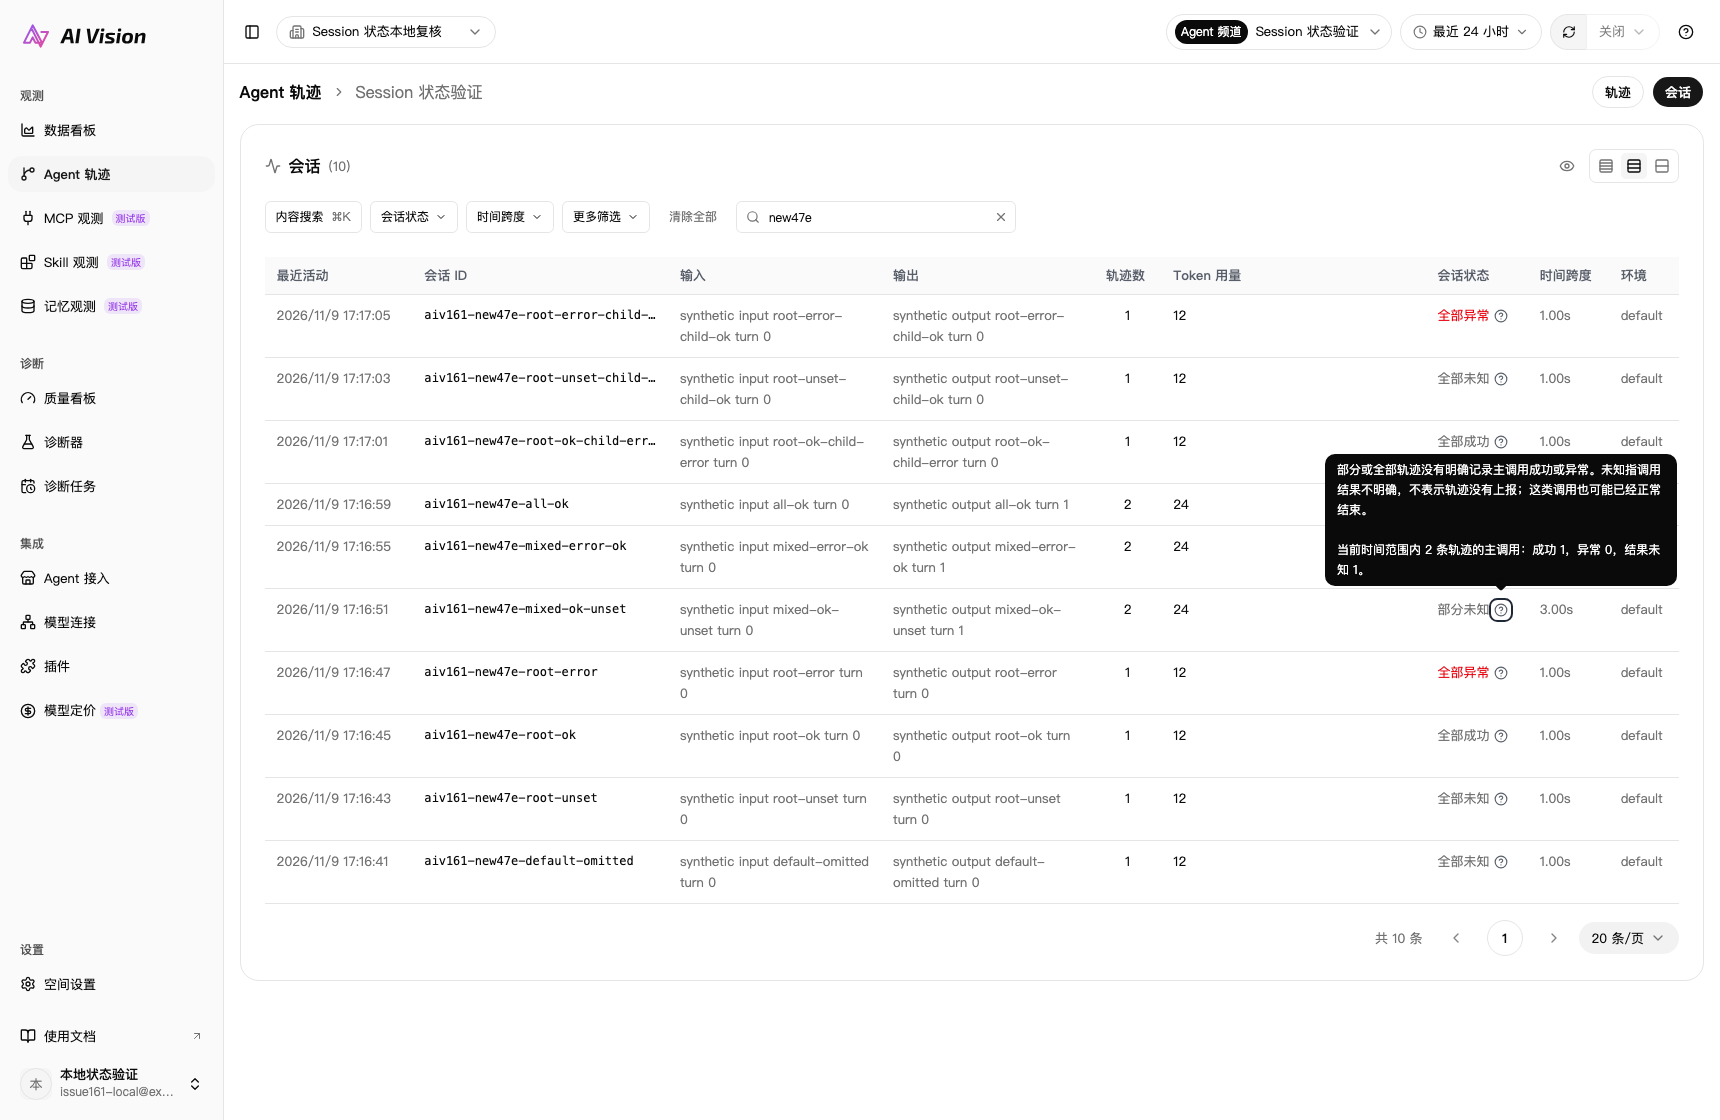 AI Vision
Session 状态本地复核
Agent 频道 Session 状态验证
最近 24 小时
关闭
观测
数据看板
Agent 轨迹
MCP 观测 测试版
Skill 观测 测试版
记忆观测 测试版
诊断
质量看板
诊断器
诊断任务
集成
Agent 接入
模型连接
插件
模型定价 测试版
设置
空间设置
使用文档
本
本地状态验证
issue161-local@ex...
Agent 轨迹 > Session 状态验证
轨迹
会话
会话 (10)
内容搜索 ⌘K
会话状态
时间跨度
更多筛选
清除全部
new47e
最近活动 会话 ID 输入 输出 轨迹数 Token 用量 会话状态 时间跨度 环境
2026/11/9 17:17:05 aiv161-new47e-root-error-child-… synthetic input root-error- synthetic output root-error- 1 12 全部异常 1.00s default
child-ok turn 0 child-ok turn 0
2026/11/9 17:17:03 aiv161-new47e-root-unset-child-… synthetic input root-unset- synthetic output root-unset- 1 12 全部未知 1.00s default
child-ok turn 0 child-ok turn 0
2026/11/9 17:17:01 aiv161-new47e-root-ok-child-err… synthetic input root-ok-child- synthetic output root-ok- 1 12 全部成功 1.00s default
error turn 0 child-error turn 0
部分或全部轨迹没有明确记录主调用成功或异常。未知指调用
结果不明确，不表示轨迹没有上报；这类调用也可能已经正常
结束。
当前时间范围内 2 条轨迹的主调用：成功 1，异常 0，结果未
知 1。
2026/11/9 17:16:59 aiv161-new47e-all-ok synthetic input all-ok turn 0 synthetic output all-ok turn 1 2 24
2026/11/9 17:16:55 aiv161-new47e-mixed-error-ok synthetic input mixed-error-ok synthetic output mixed-error- 2 24
turn 0 ok turn 1
2026/11/9 17:16:51 aiv161-new47e-mixed-ok-unset synthetic input mixed-ok- synthetic output mixed-ok- 2 24 部分未知 3.00s default
unset turn 0 unset turn 1
2026/11/9 17:16:47 aiv161-new47e-root-error synthetic input root-error turn synthetic output root-error 1 12 全部异常 1.00s default
0 turn 0
2026/11/9 17:16:45 aiv161-new47e-root-ok synthetic input root-ok turn 0 synthetic output root-ok turn 1 12 全部成功 1.00s default
0
2026/11/9 17:16:43 aiv161-new47e-root-unset synthetic input root-unset turn synthetic output root-unset 1 12 全部未知 1.00s default
0 turn 0
2026/11/9 17:16:41 aiv161-new47e-default-omitted synthetic input default-omitted synthetic output default- 1 12 全部未知 1.00s default
turn 0 omitted turn 0
共 10 条
1
20 条/页